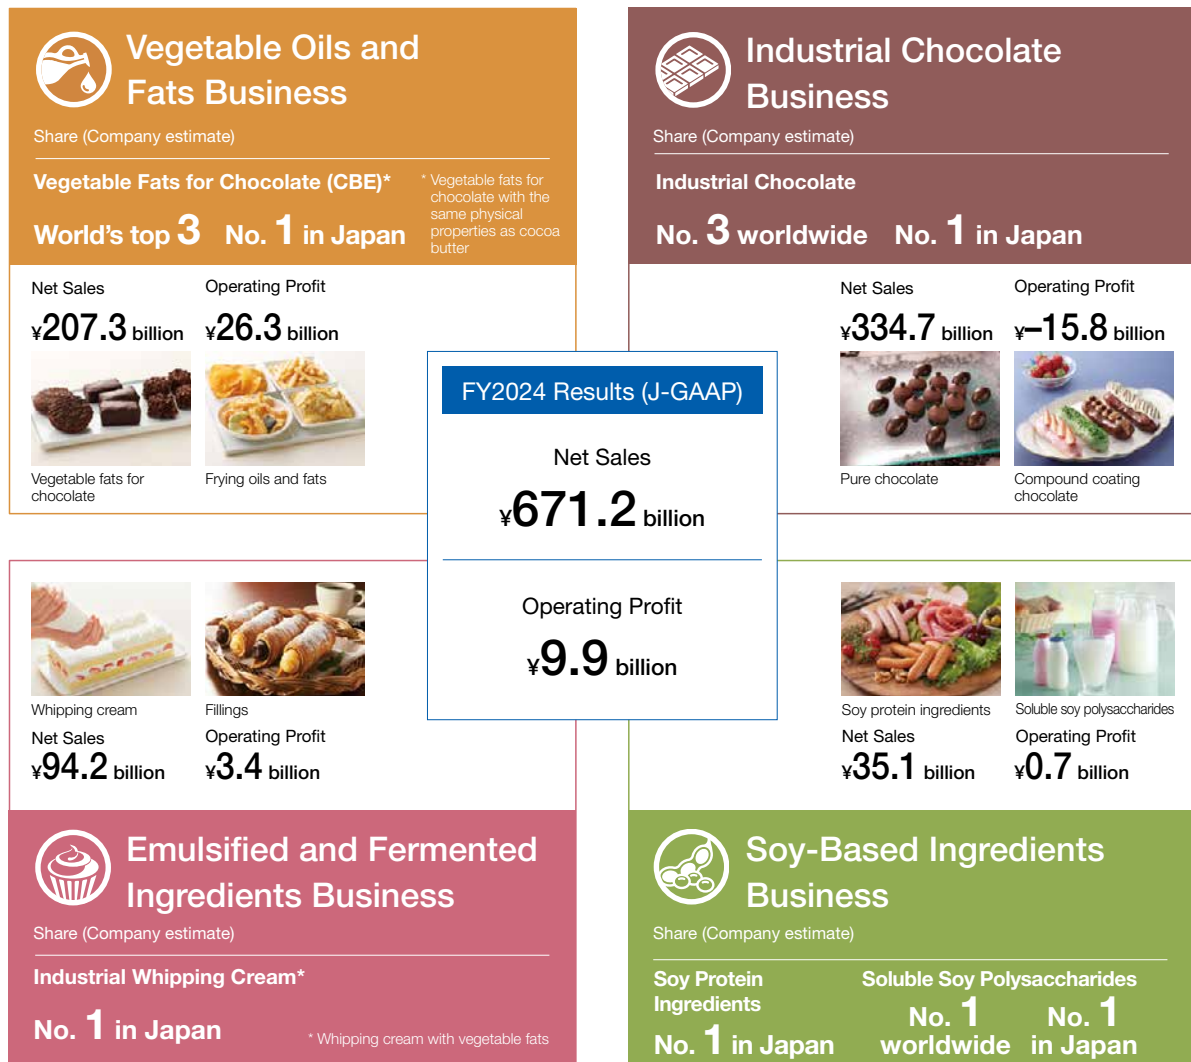 Vegetable Oils and
Fats Business
Share (Company estimate)
Vegetable Fats for Chocolate (CBE)*
World's top 3 No. 1 in Japan
* Vegetable fats for
chocolate with the
same physical
properties as cocoa
butter
Net Sales
¥207.3 billion
Operating Profit
¥26.3 billion
Vegetable fats for
chocolate
Frying oils and fats
Industrial Chocolate
Business
Share (Company estimate)
Industrial Chocolate
No. 3 worldwide No. 1 in Japan
Net Sales
¥334.7 billion
Operating Profit
¥–15.8 billion
Pure chocolate
Compound coating
chocolate
FY2024 Results (J-GAAP)
Net Sales
¥671.2 billion
Operating Profit
¥9.9 billion
Whipping cream
Fillings
Net Sales
¥94.2 billion
Operating Profit
¥3.4 billion
Emulsified and Fermented
Ingredients Business
Share (Company estimate)
Industrial Whipping Cream*
No. 1 in Japan
* Whipping cream with vegetable fats
Soy protein ingredients
Soluble soy polysaccharides
Net Sales
¥35.1 billion
Operating Profit
¥0.7 billion
Soy-Based Ingredients
Business
Share (Company estimate)
Soy Protein
Ingredients
No. 1 in Japan
Soluble Soy Polysaccharides
No. 1
worldwide
No. 1
in Japan